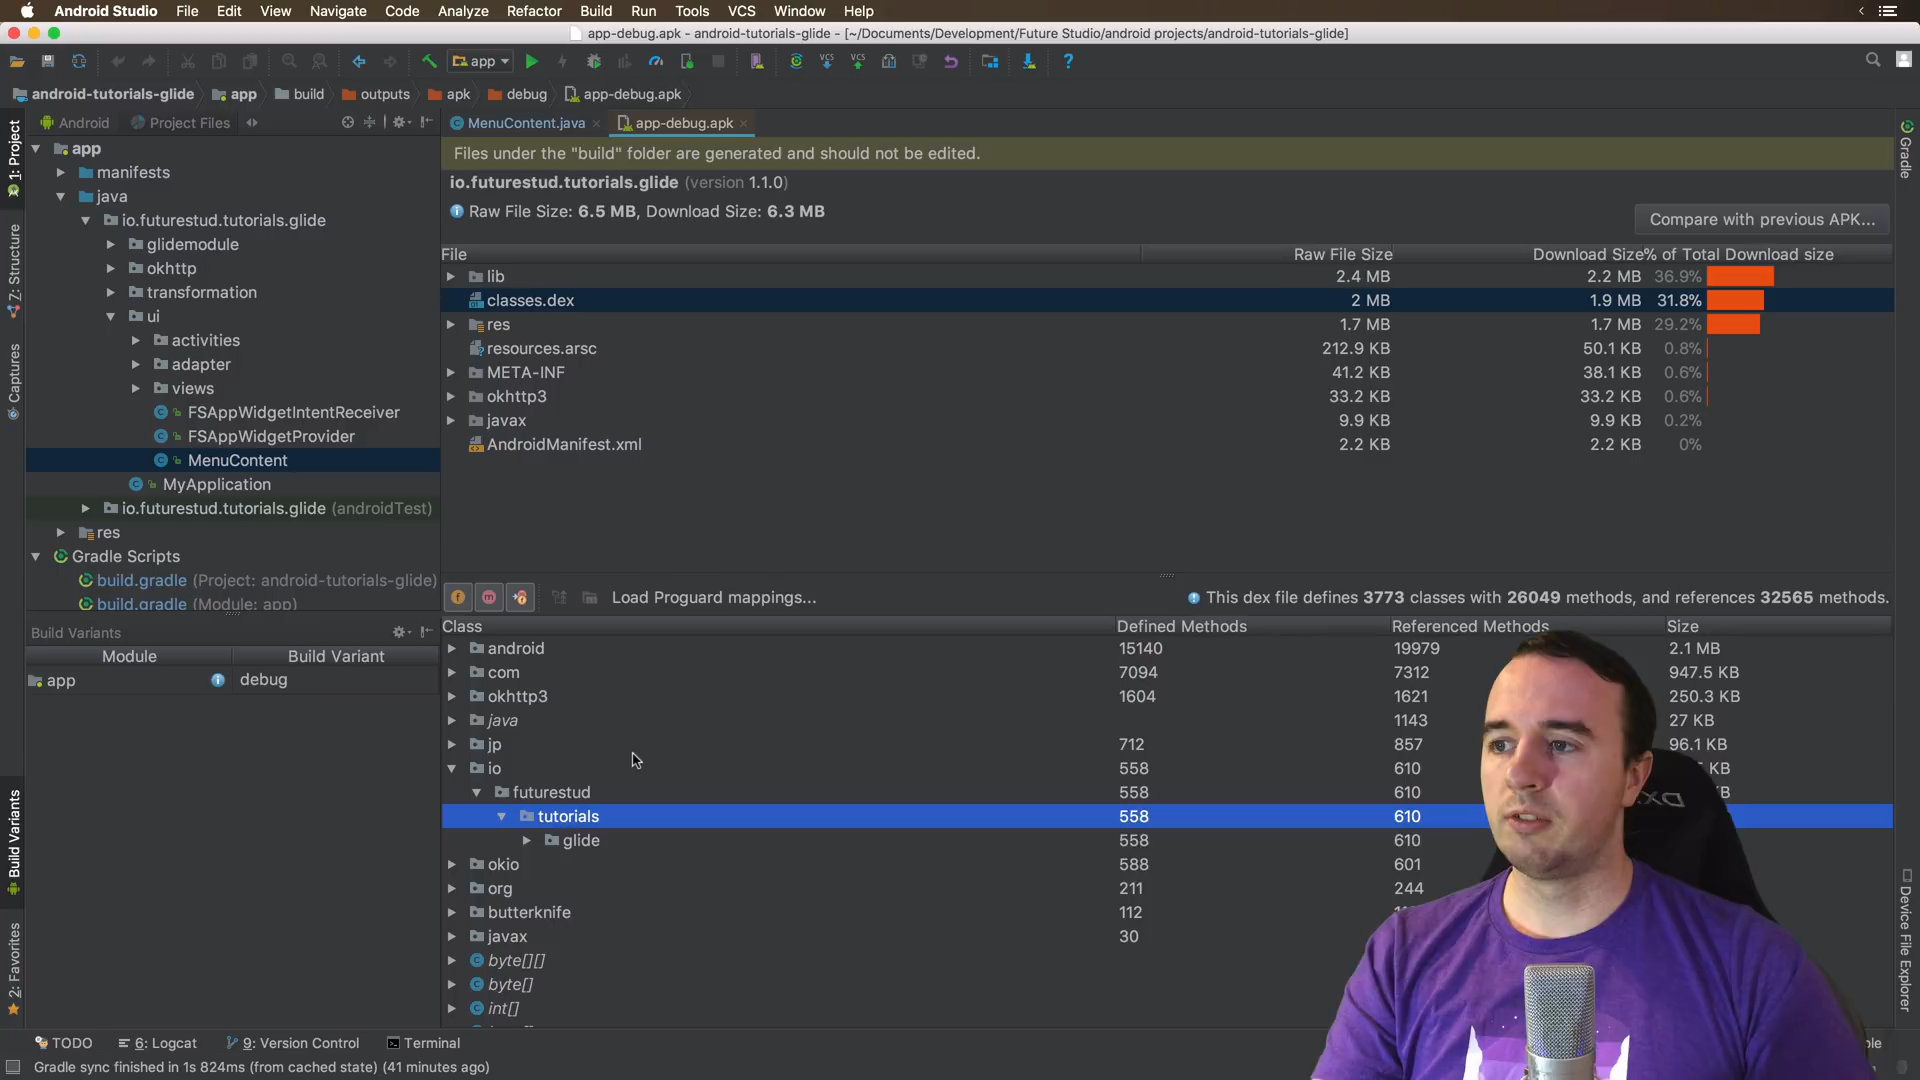 Android Studio File Edit View Navigate Code Analyze Refactor Build Run Tools VCS Window Help
app-debug.apk - android-tutorials-glide - [~/Documents/Development/Future Studio/android projects/android-tutorials-glide]
app
VCS VCS
android-tutorials-glide app build outputs apk debug app-debug.apk
Android Project Files
MenuContent.java app-debug.apk
1: Project
Z: Structure
Captures
Build Variants
2: Favorites
app
manifests
java
io.futurestud.tutorials.glide
glidemodule
okhttp
transformation
ui
activities
adapter
views
FSAppWidgetIntentReceiver
FSAppWidgetProvider
MenuContent
MyApplication
io.futurestud.tutorials.glide (androidTest)
res
Gradle Scripts
build.gradle (Project: android-tutorials-glide)
build.gradle (Module: app)
Build Variants
Module Build Variant
app debug
Files under the "build" folder are generated and should not be edited.
io.futurestud.tutorials.glide (version 1.1.0)
Raw File Size: 6.5 MB, Download Size: 6.3 MB
Compare with previous APK...
File Raw File Size Download Size % of Total Download size
lib 2.4 MB 2.2 MB 36.9%
classes.dex 2 MB 1.9 MB 31.8%
res 1.7 MB 1.7 MB 29.2%
resources.arsc 212.9 KB 50.1 KB 0.8%
META-INF 41.2 KB 38.1 KB 0.6%
okhttp3 33.2 KB 33.2 KB 0.6%
javax 9.9 KB 9.9 KB 0.2%
AndroidManifest.xml 2.2 KB 2.2 KB 0%
Load Proguard mappings...
This dex file defines 3773 classes with 26049 methods, and references 32565 methods.
Class Defined Methods Referenced Methods Size
android 15140 19979 2.1 MB
com 7094 7312 947.5 KB
okhttp3 1604 1621 250.3 KB
java 1143 27 KB
jp 712 857 96.1 KB
io 558 610 KB
futurestud 558 610
tutorials 558 610
glide 558 610
okio 588 601
org 211 244
butterknife 112
javax 30
byte[][]
byte[]
int[]
Gradle
Device File Explorer
TODO 6: Logcat 9: Version Control Terminal
Gradle sync finished in 1s 824ms (from cached state) (41 minutes ago)